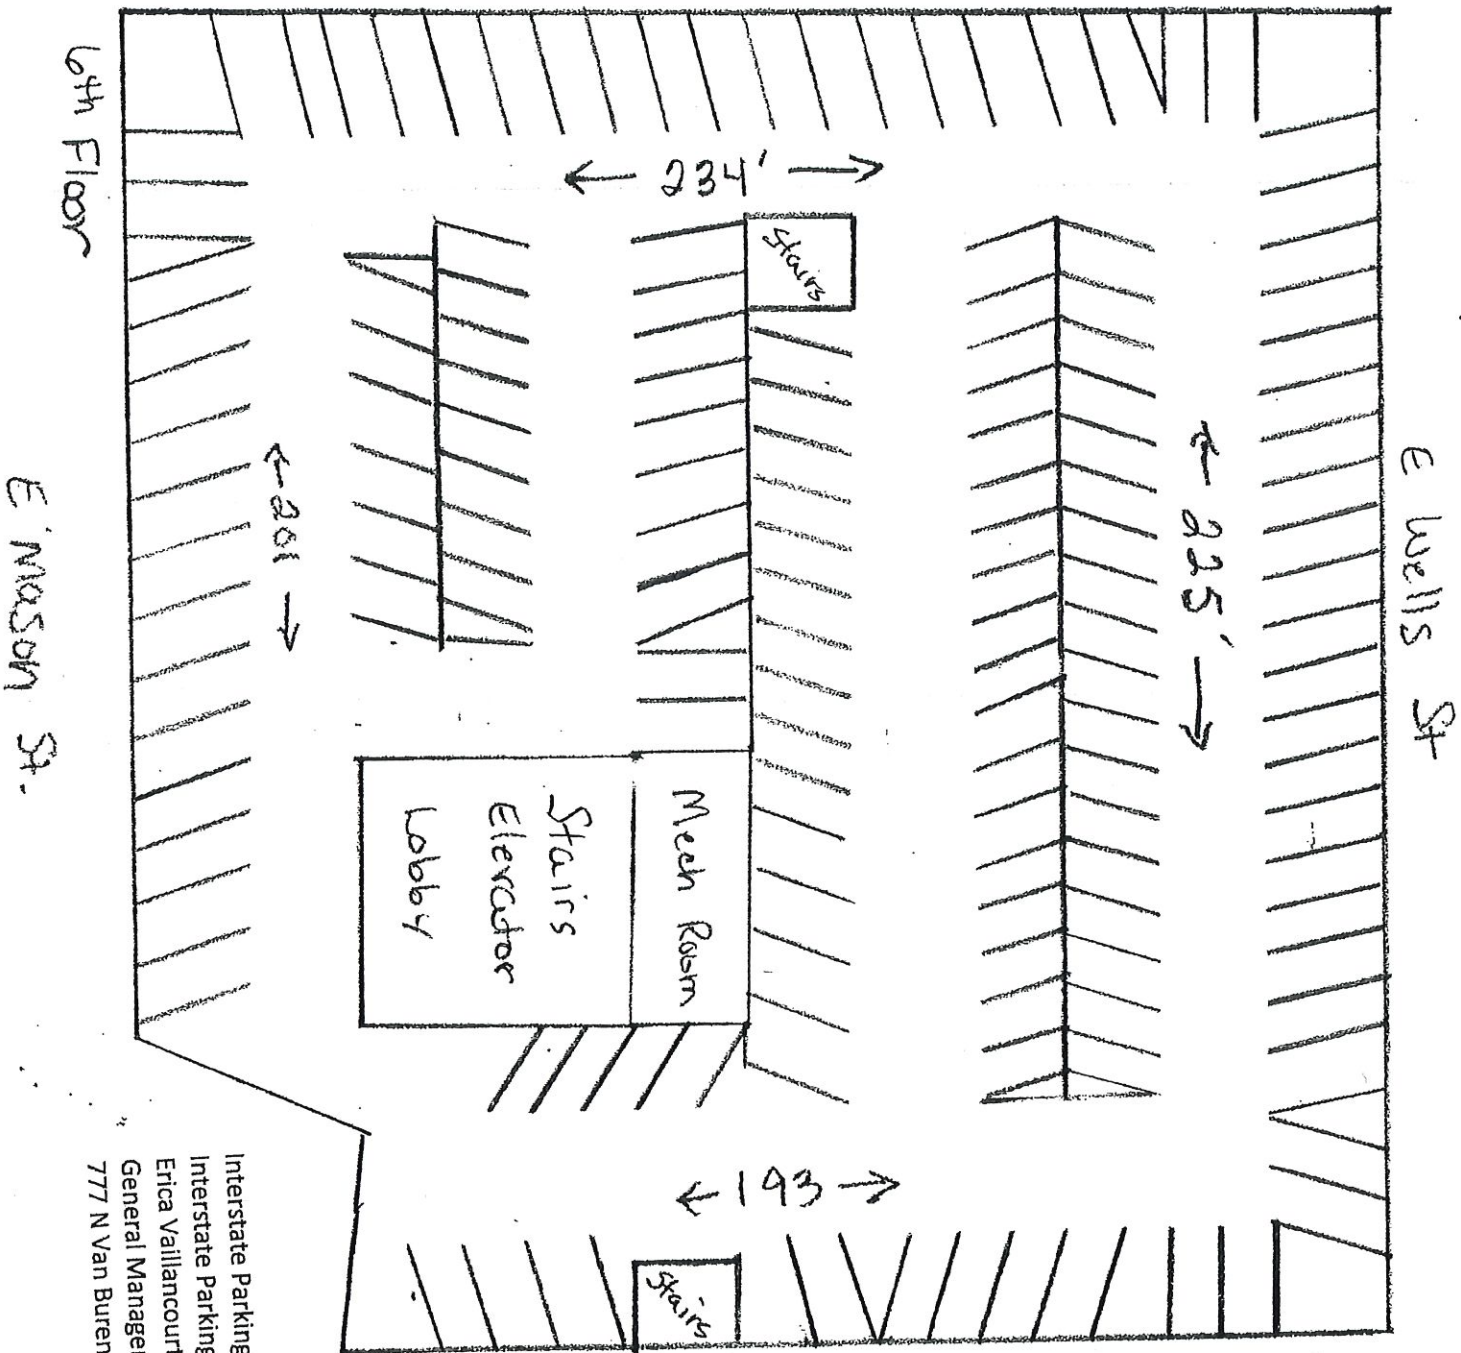 E Wells St
← 225' →
← 234' →
Stairs
Mech Room
Stairs
Elevator
Lobby
← 201 →
← 193 →
Stairs
E Mason St.
6th Floor
Interstate Parking
Interstate Parking
Erica Vaillancourt
General Manager
777 N Van Buren